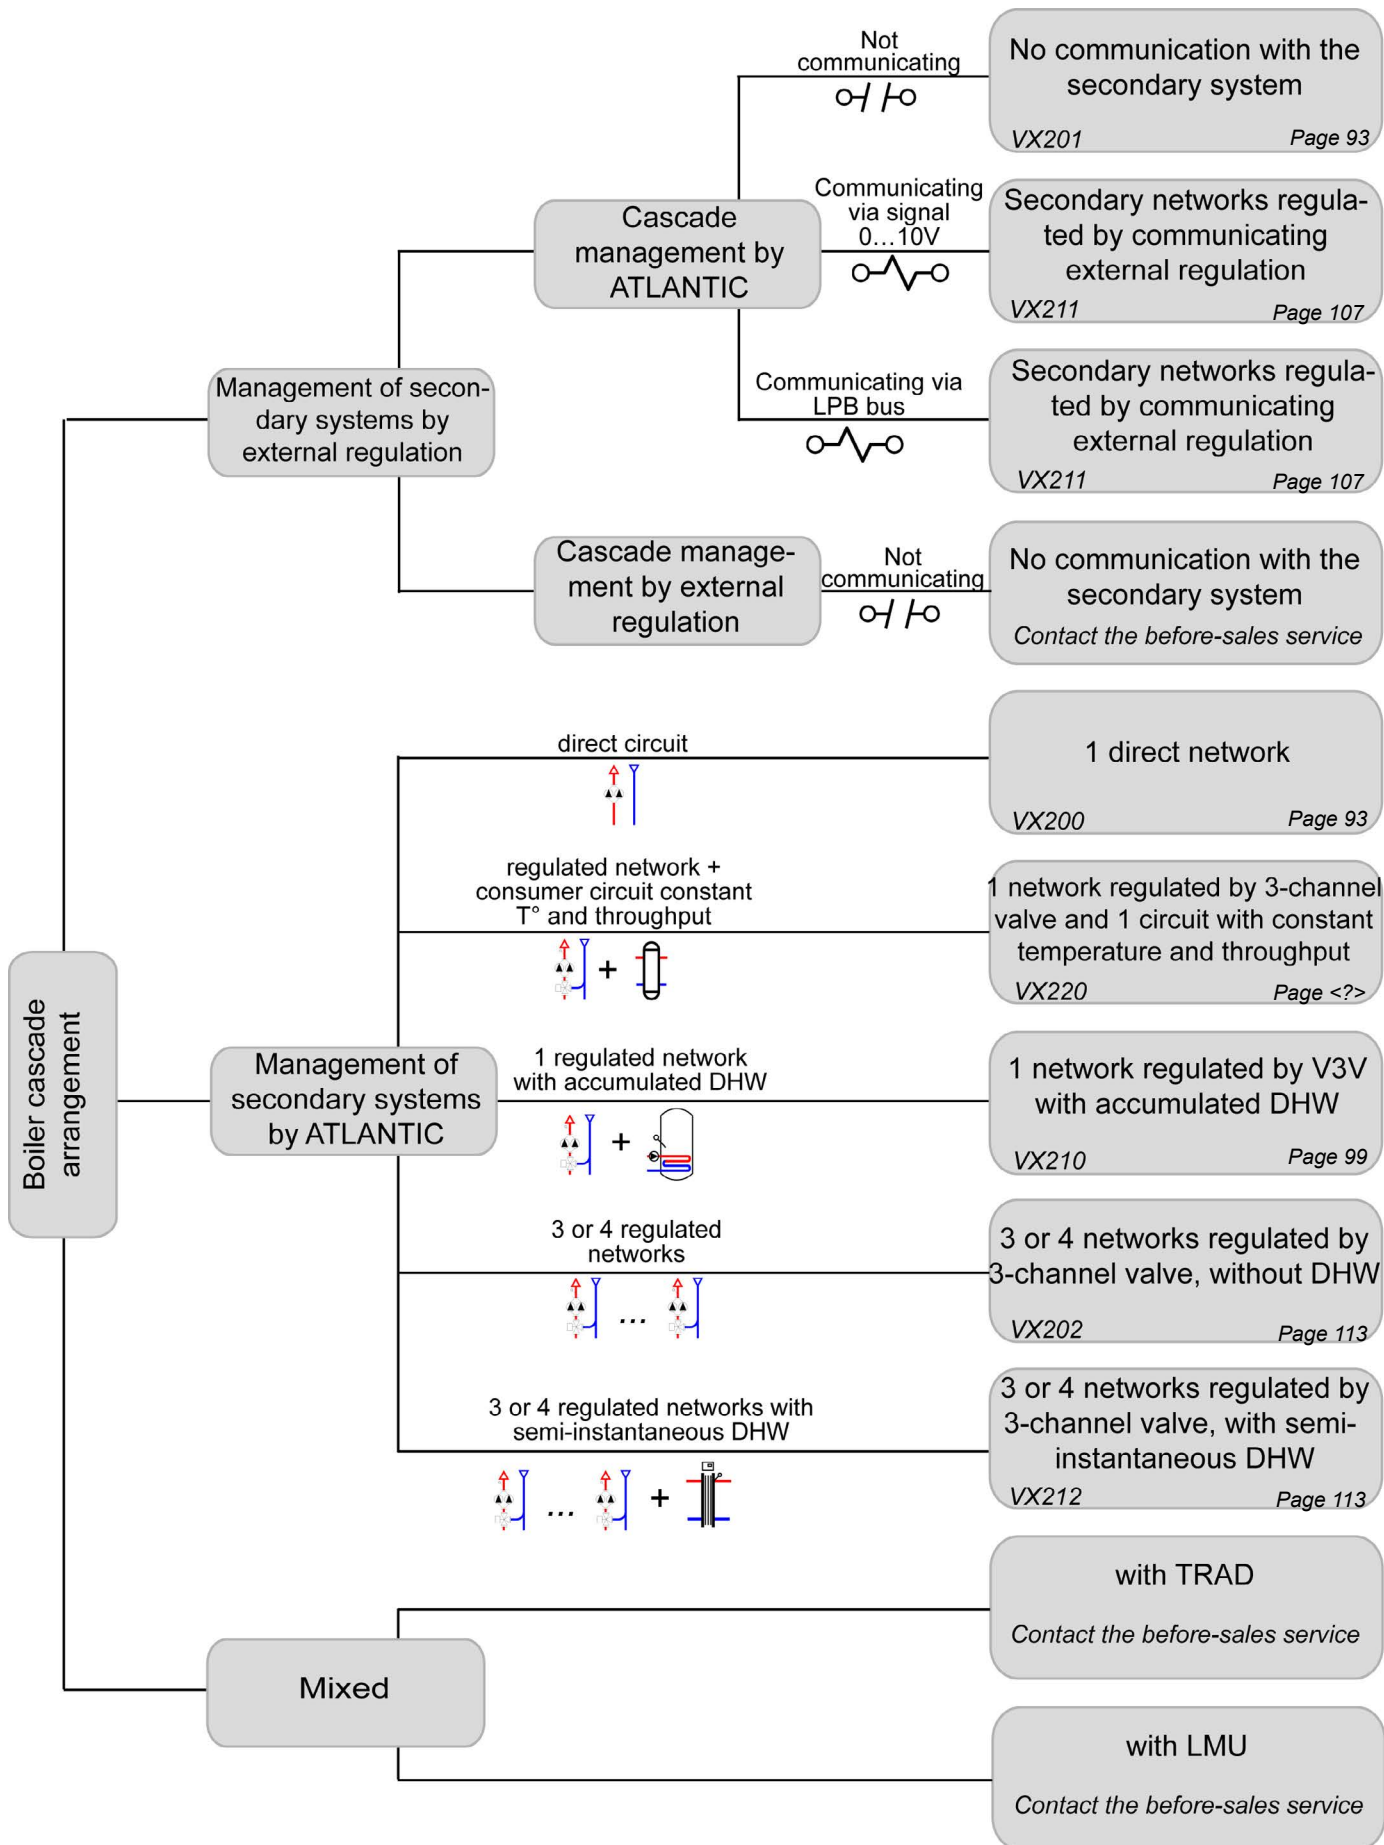 Not
communicating
No communication with the
secondary system
VX201
Page 93
Communicating
via signal
0...10V
Secondary networks regula-
ted by communicating
external regulation
VX211
Page 107
Cascade
management by
ATLANTIC
Communicating via
LPB bus
Secondary networks regula-
ted by communicating
external regulation
VX211
Page 107
Management of secon-
dary systems by
external regulation
Cascade manage-
ment by external
regulation
Not
communicating
No communication with the
secondary system
Contact the before-sales service
direct circuit
1 direct network
VX200
Page 93
regulated network +
consumer circuit constant
T° and throughput
+
1 network regulated by 3-channel
valve and 1 circuit with constant
temperature and throughput
VX220
Page <?>
Boiler cascade
arrangement
Management of
secondary systems
by ATLANTIC
1 regulated network
with accumulated DHW
+
1 network regulated by V3V
with accumulated DHW
VX210
Page 99
3 or 4 regulated
networks
...
3 or 4 networks regulated by
3-channel valve, without DHW
VX202
Page 113
3 or 4 regulated networks with
semi-instantaneous DHW
...
+
3 or 4 networks regulated by
3-channel valve, with semi-
instantaneous DHW
VX212
Page 113
Mixed
with TRAD
Contact the before-sales service
with LMU
Contact the before-sales service